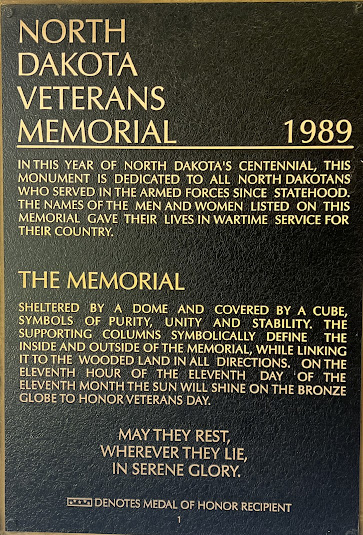 NORTH
DAKOTA
VETERANS
MEMORIAL 1989
IN THIS YEAR OF NORTH DAKOTA'S CENTENNIAL, THIS
MONUMENT IS DEDICATED TO ALL NORTH DAKOTANS
WHO SERVED IN THE ARMED FORCES SINCE STATEHOOD.
THE NAMES OF THE MEN AND WOMEN LISTED ON THIS
MEMORIAL GAVE THEIR LIVES IN WARTIME SERVICE FOR
THEIR COUNTRY.
THE MEMORIAL
SHELTERED BY A DOME AND COVERED BY A CUBE,
SYMBOLS OF PURITY, UNITY AND STABILITY. THE
SUPPORTING COLUMNS SYMBOLICALLY DEFINE THE
INSIDE AND OUTSIDE OF THE MEMORIAL, WHILE LINKING
IT TO THE WOODED LAND IN ALL DIRECTIONS. ON THE
ELEVENTH HOUR OF THE ELEVENTH DAY OF THE
ELEVENTH MONTH THE SUN WILL SHINE ON THE BRONZE
GLOBE TO HONOR VETERANS DAY.
MAY THEY REST,
WHEREVER THEY LIE,
IN SERENE GLORY.
DENOTES MEDAL OF HONOR RECIPIENT
1